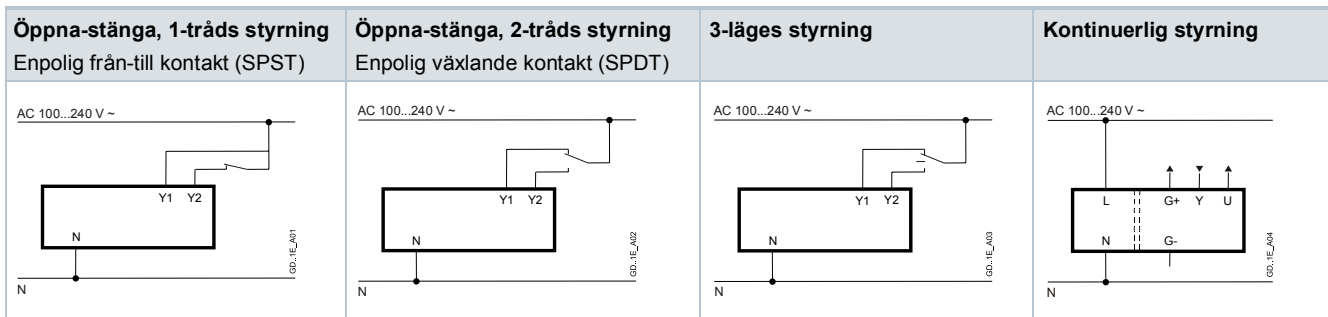 Öppna-stänga, 1-tråds styrning
Enpolig från-till kontakt (SPST)
Öppna-stänga, 2-tråds styrning
Enpolig växlande kontakt (SPDT)
3-läges styrning
Kontinuerlig styrning
AC 100...240 V ~
Y1 Y2
N
GD..1E_A01
N
AC 100...240 V ~
Y1 Y2
N
GD..1E_A02
N
AC 100...240 V ~
Y1 Y2
N
GD..1E_A03
N
AC 100...240 V ~
L G+ Y U
N G-
GD..1E_A04
N